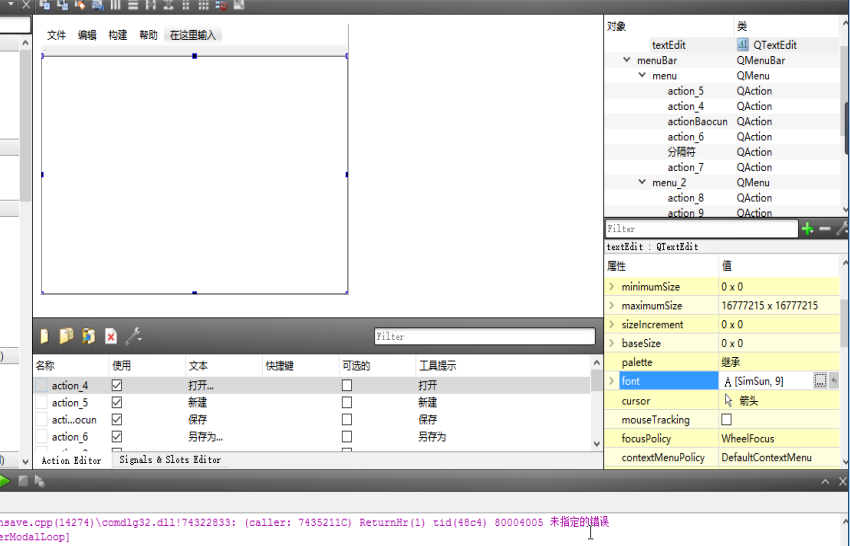 文件 编辑 构建 帮助 在这里输入
对象 类
textEdit QTextEdit
menuBar QMenuBar
menu QMenu
action_5 QAction
action_4 QAction
actionBaocun QAction
action_6 QAction
分隔符 QAction
action_7 QAction
menu_2 QMenu
action_8 QAction
action_9 QAction
Filter
textEdit : QTextEdit
属性 值
minimumSize 0 x 0
maximumSize 16777215 x 16777215
sizeIncrement 0 x 0
baseSize 0 x 0
palette 继承
font A [SimSun, 9]
cursor 箭头
mouseTracking
focusPolicy WheelFocus
contextMenuPolicy DefaultContextMenu
Filter
名称 使用 文本 快捷键 可选的 工具提示
action_4 打开... 打开
action_5 新建 新建
acti...ocun 保存 保存
action_6 另存为... 另存为
Action Editor Signals & Slots Editor
nsave.cpp(14274)\comdlg32.dll!74322833: (caller: 7435211C) ReturnHr(1) tid(48c4) 80004005 未指定的错误
erModalLoop]